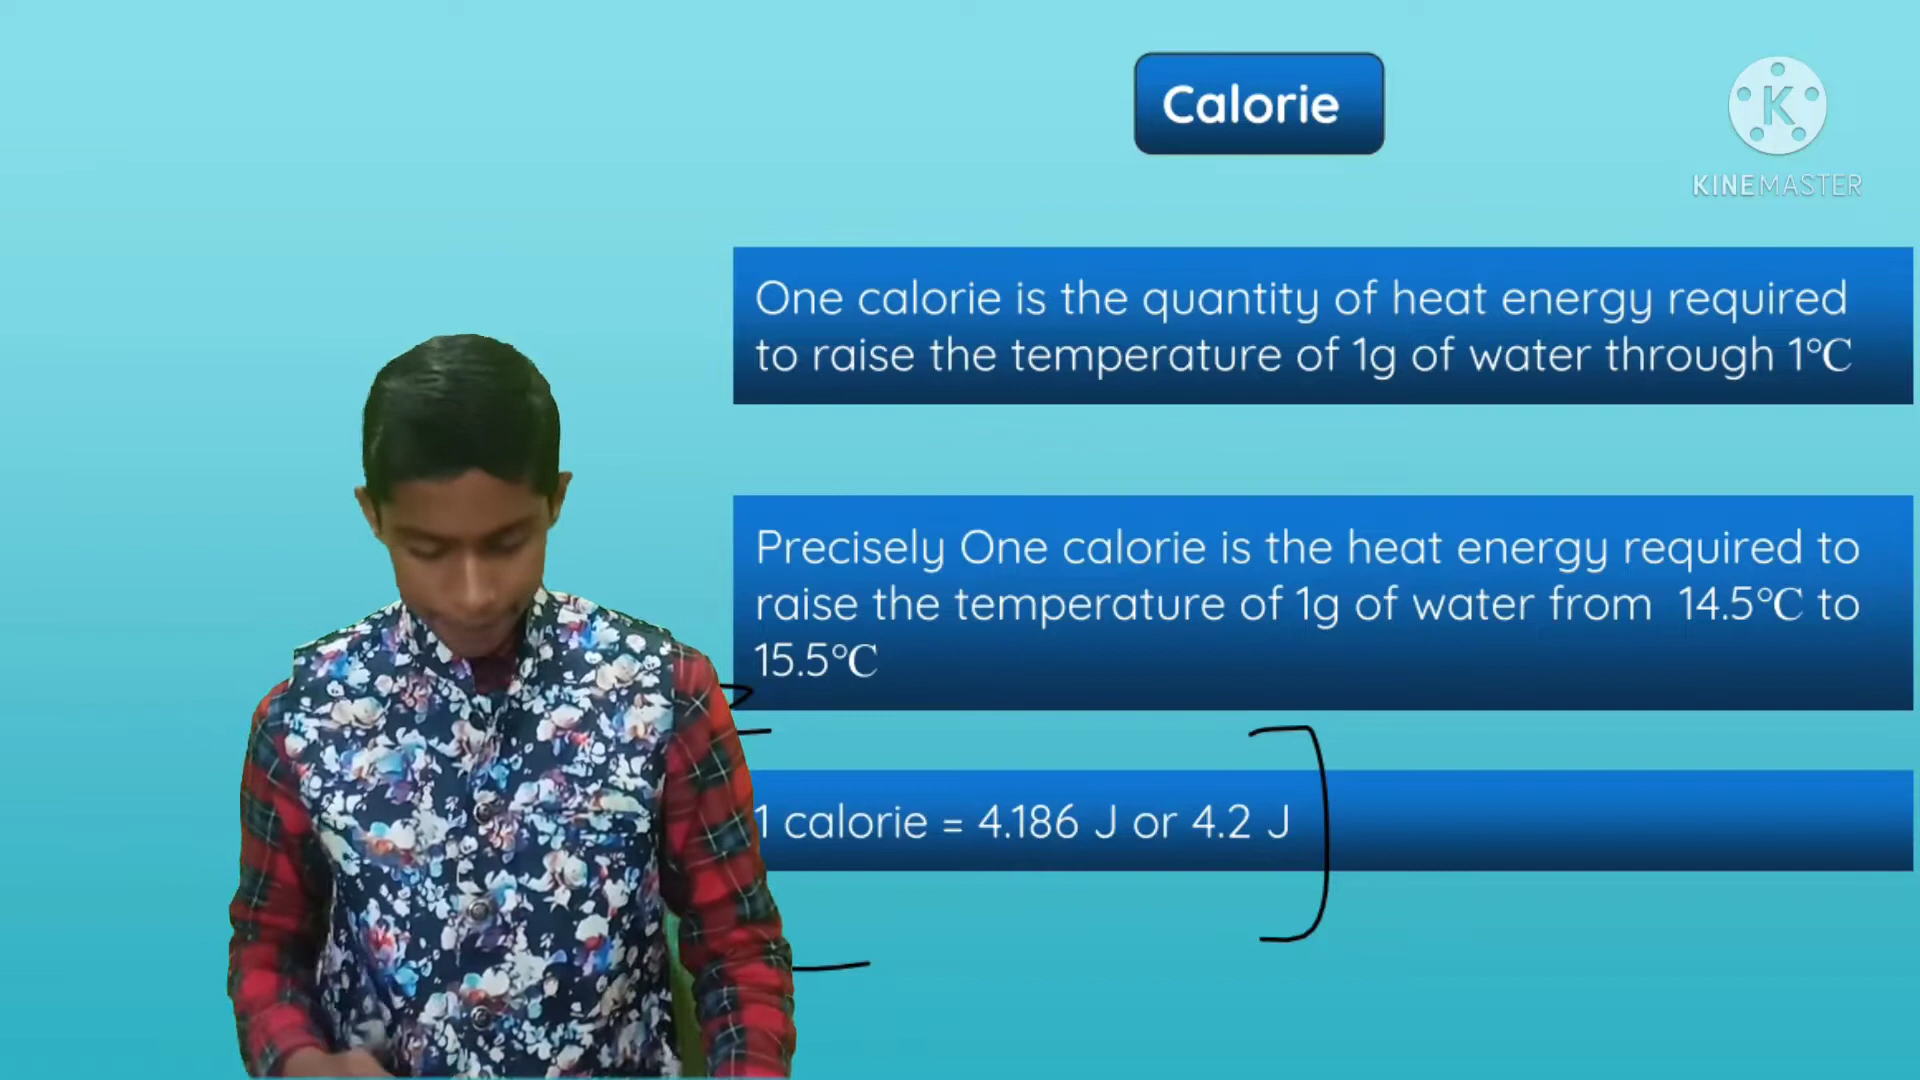 Calorie
K
KINEMASTER
One calorie is the quantity of heat energy required
to raise the temperature of 1g of water through 1°C
Precisely One calorie is the heat energy required to
raise the temperature of 1g of water from 14.5°C to
15.5°C
1 calorie = 4.186 J or 4.2 J